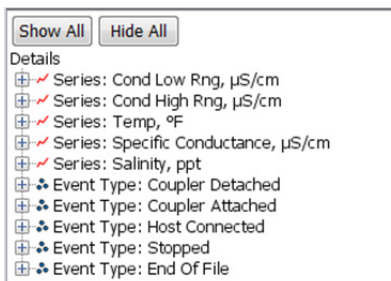 Show All Hide All
Details
Series: Cond Low Rng, µS/cm
Series: Cond High Rng, µS/cm
Series: Temp, ºF
Series: Specific Conductance, µS/cm
Series: Salinity, ppt
Event Type: Coupler Detached
Event Type: Coupler Attached
Event Type: Host Connected
Event Type: Stopped
Event Type: End Of File